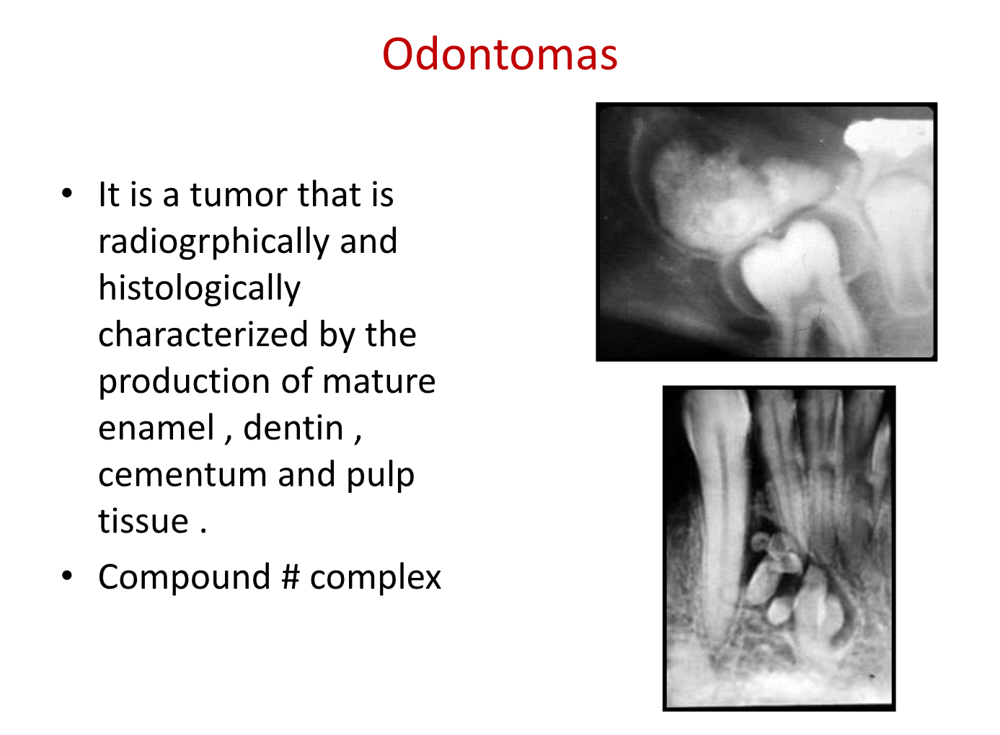 Odontomas
• It is a tumor that is
radiogrphically and
histologically
characterized by the
production of mature
enamel , dentin ,
cementum and pulp
tissue .
• Compound # complex